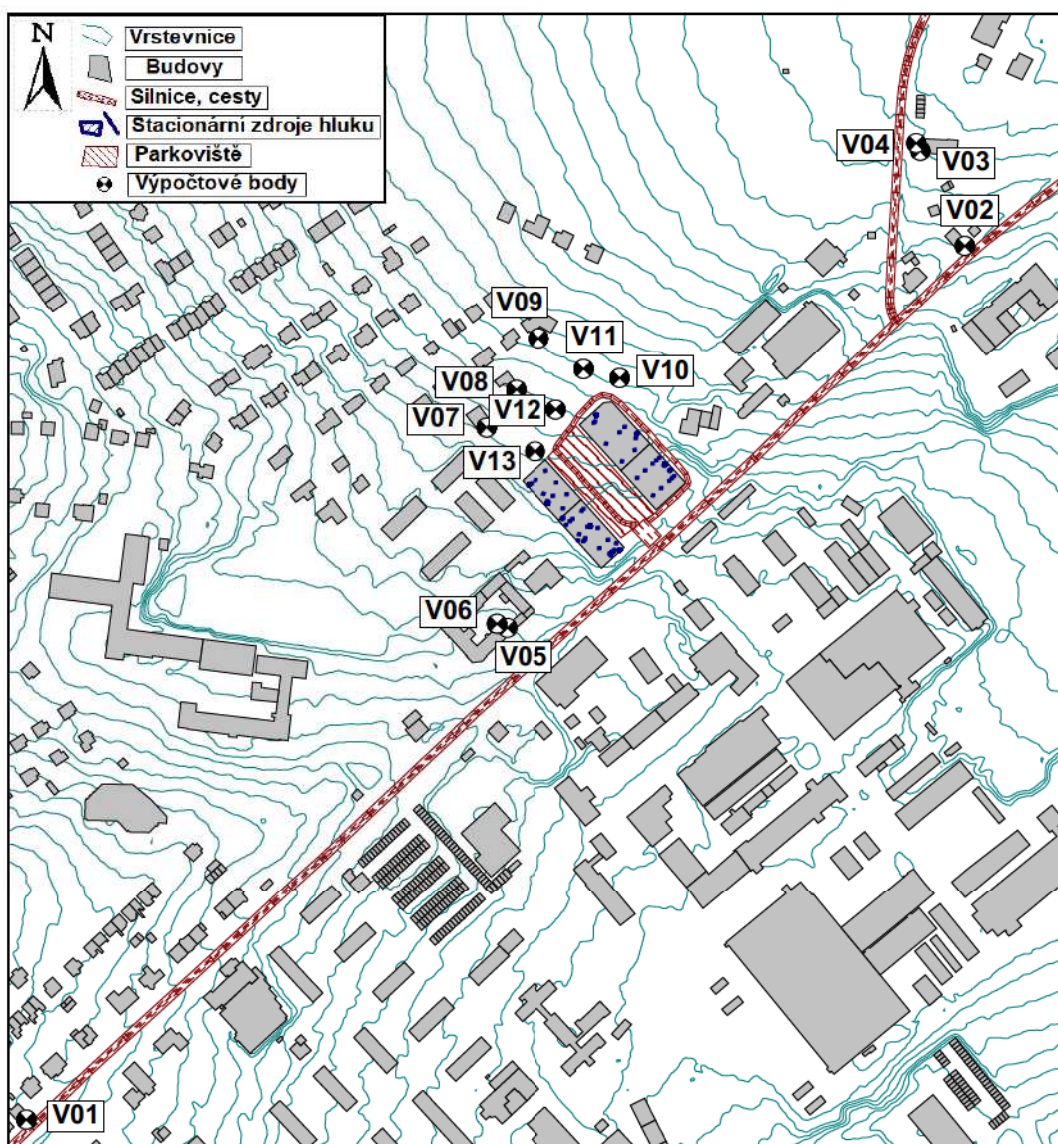 N
Vrstevnice
Budovy
Silnice, cesty
Stacionární zdroje hluku
Parkoviště
Výpočtové body
V04
V03
V02
V09
V11
V10
V08
V12
V07
V13
V06
V05
V01